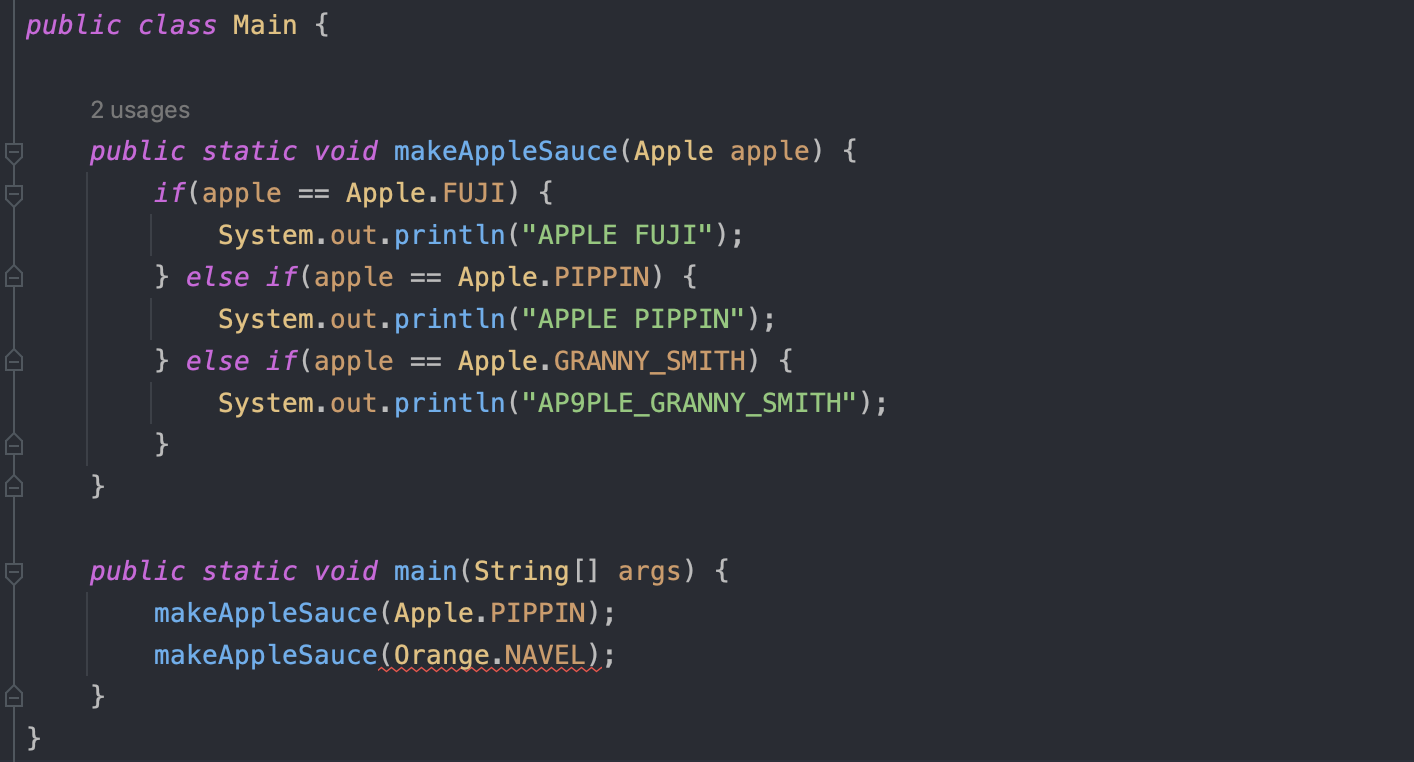 public class Main {
2 usages
public static void makeAppleSauce(Apple apple) {
if(apple == Apple.FUJI) {
System.out.println("APPLE FUJI");
} else if(apple == Apple.PIPPIN) {
System.out.println("APPLE PIPPIN");
} else if(apple == Apple.GRANNY_SMITH) {
System.out.println("AP9PLE_GRANNY_SMITH");
}
}
public static void main(String[] args) {
makeAppleSauce(Apple.PIPPIN);
makeAppleSauce(Orange.NAVEL);
}
}